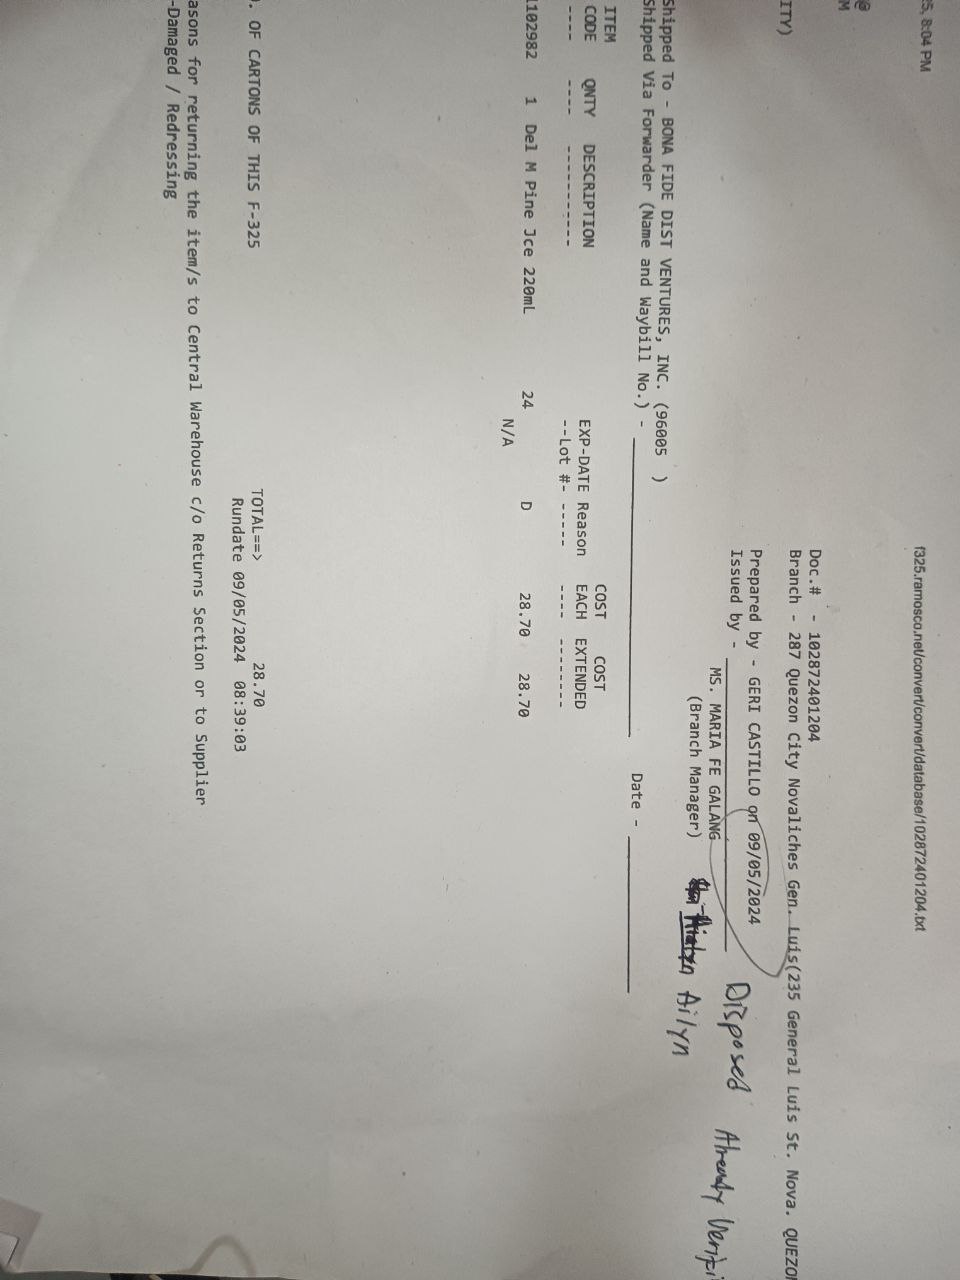 25, 8:04 PM
f325.ramosco.net/convert/convert/database/102872401204.txt
@
M
Doc.# - 102872401204
ITY) Branch - 287 Quezon City Novaliches Gen. Luis(235 General Luis St. Nova. QUEZO
Prepared by - GERI CASTILLO on 09/05/2024
Issued by -
Disposed Already
MS. MARIA FE GALANG
(Branch Manager)
Ailyn
Shipped To - BONA FIDE DIST VENTURES, INC. (96005 )
Shipped Via Forwarder (Name and Waybill No.) - Date -
ITEM COST COST
CODE QNTY DESCRIPTION EXP-DATE Reason EACH EXTENDED
---- ---- ----------- --Lot #- ----- ---- --------
1102982 1 Del M Pine Jce 220mL 24 D 28.70 28.70
N/A
. OF CARTONS OF THIS F-325 TOTAL==> 28.70
Rundate 09/05/2024 08:39:03
asons for returning the item/s to Central Warehouse c/o Returns Section or to Supplier
-Damaged / Redressing